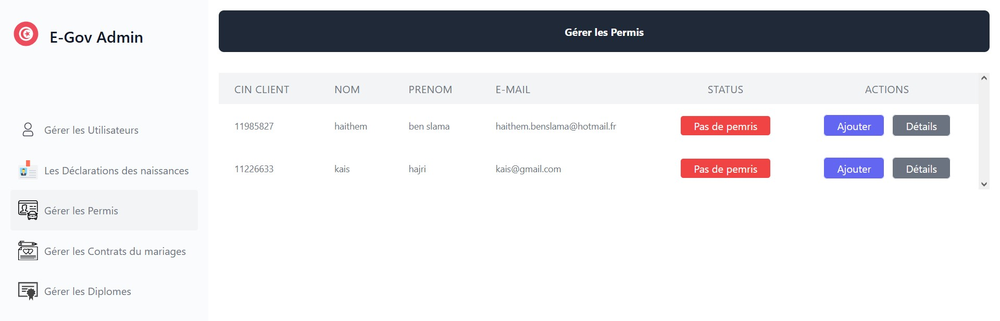 E-Gov Admin
Gérer les Utilisateurs
Les Déclarations des naissances
Gérer les Permis
Gérer les Contrats du mariages
Gérer les Diplomes
Gérer les Permis
CIN CLIENT NOM PRENOM E-MAIL STATUS ACTIONS
11985827 haithem ben slama haithem.benslama@hotmail.fr Pas de pemris Ajouter Détails
11226633 kais hajri kais@gmail.com Pas de pemris Ajouter Détails